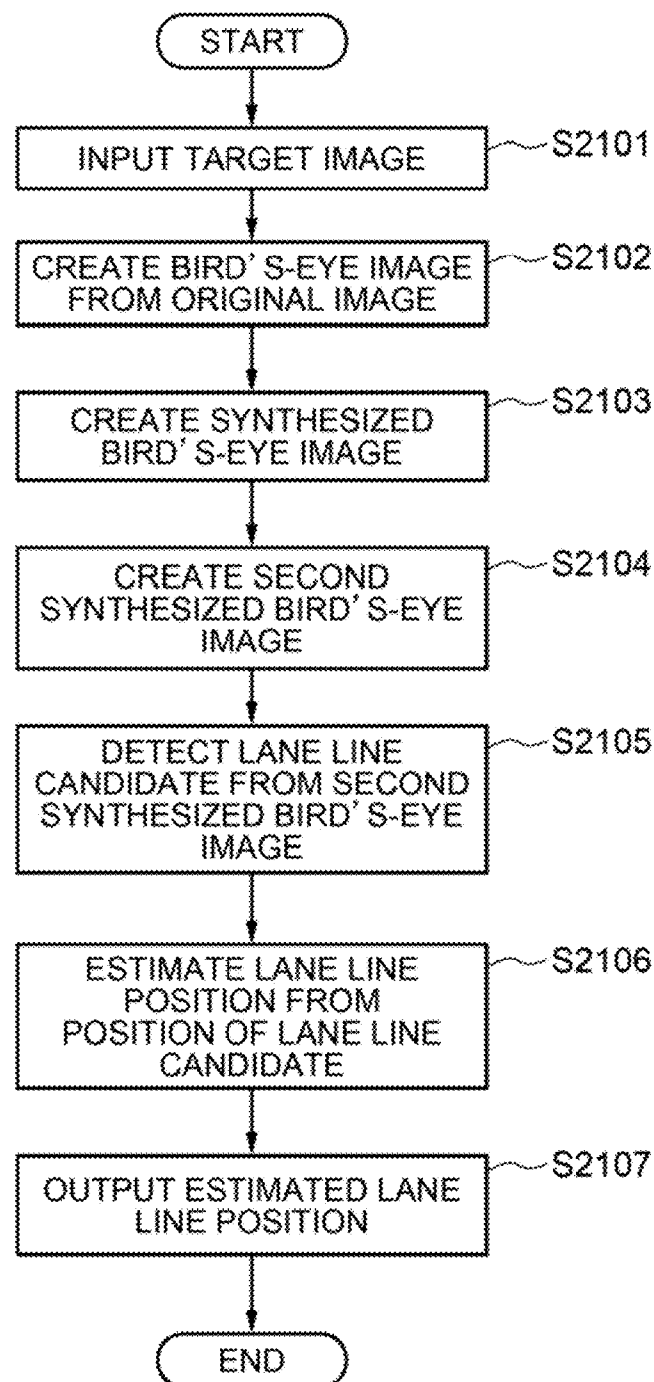 START
INPUT TARGET IMAGE
S2101
CREATE BIRD'S-EYE IMAGE
FROM ORIGINAL IMAGE
S2102
CREATE SYNTHESIZED
BIRD'S-EYE IMAGE
S2103
CREATE SECOND
SYNTHESIZED BIRD'S-EYE
IMAGE
S2104
DETECT LANE LINE
CANDIDATE FROM SECOND
SYNTHESIZED BIRD'S-EYE
IMAGE
S2105
ESTIMATE LANE LINE
POSITION FROM
POSITION OF LANE LINE
CANDIDATE
S2106
OUTPUT ESTIMATED LANE
LINE POSITION
S2107
END